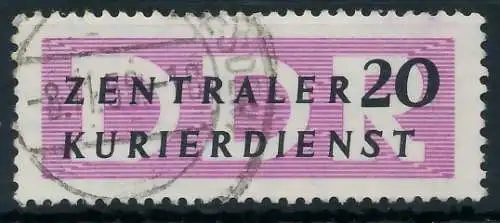 DDR
ZENTRALER 20
KURIERDIENST